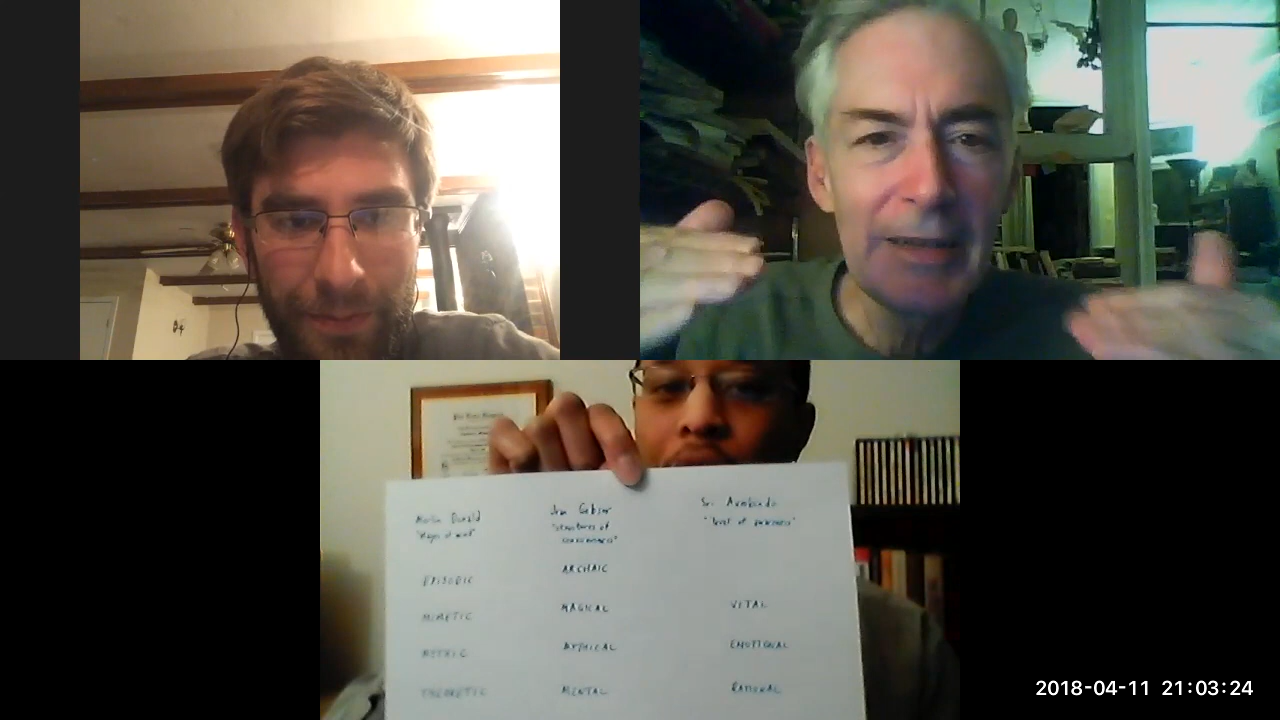 Merlin Donald
"stages of mind"
EPISODIC
MIMETIC
MYTHIC
THEORETIC
Jean Gebser
"structures of
consciousness"
ARCHAIC
MAGICAL
MYTHICAL
MENTAL
Sri Aurobindo
"level of
VITAL
EMOTIONAL
RATIONAL
2018-04-11 21:03:24